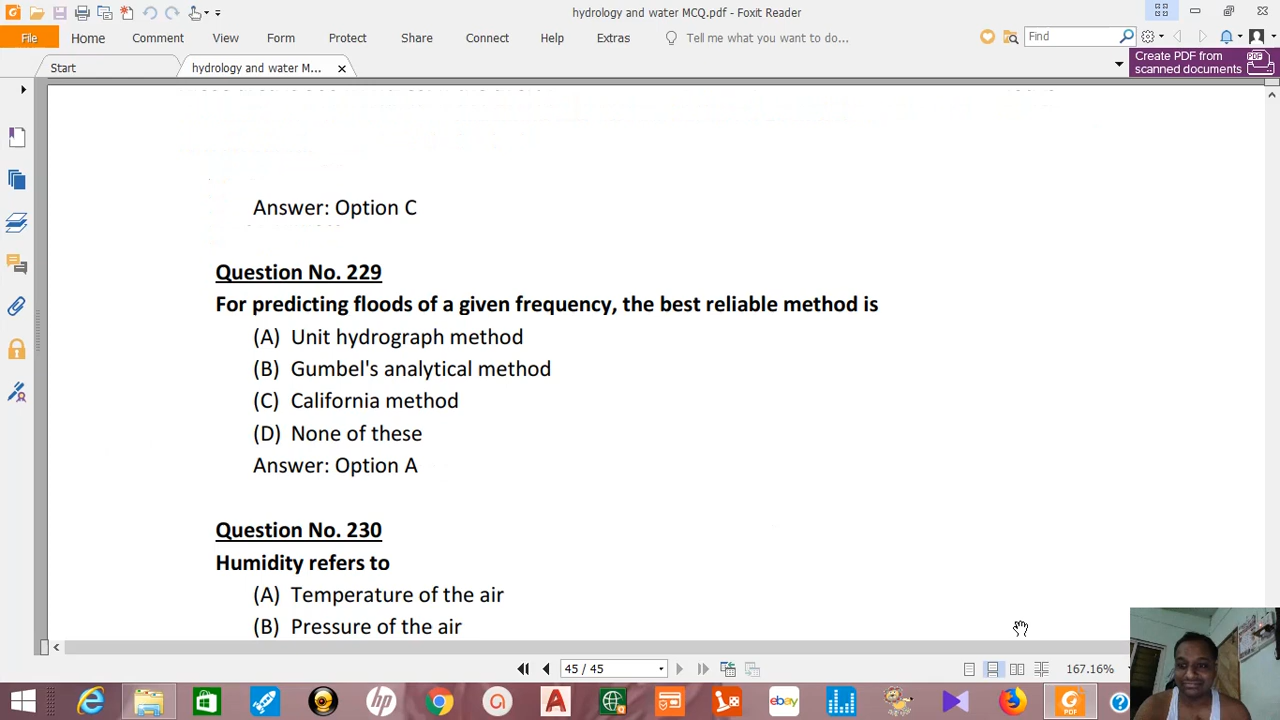 hydrology and water MCQ.pdf - Foxit Reader
File Home Comment View Form Protect Share Connect Help Extras Tell me what you want to do... Find
Start hydrology and water M... Create PDF from
scanned documents PDF
Answer: Option C
Question No. 229
For predicting floods of a given frequency, the best reliable method is
(A) Unit hydrograph method
(B) Gumbel's analytical method
(C) California method
(D) None of these
Answer: Option A
Question No. 230
Humidity refers to
(A) Temperature of the air
(B) Pressure of the air
45 / 45 167.16%
hp ebay PDF